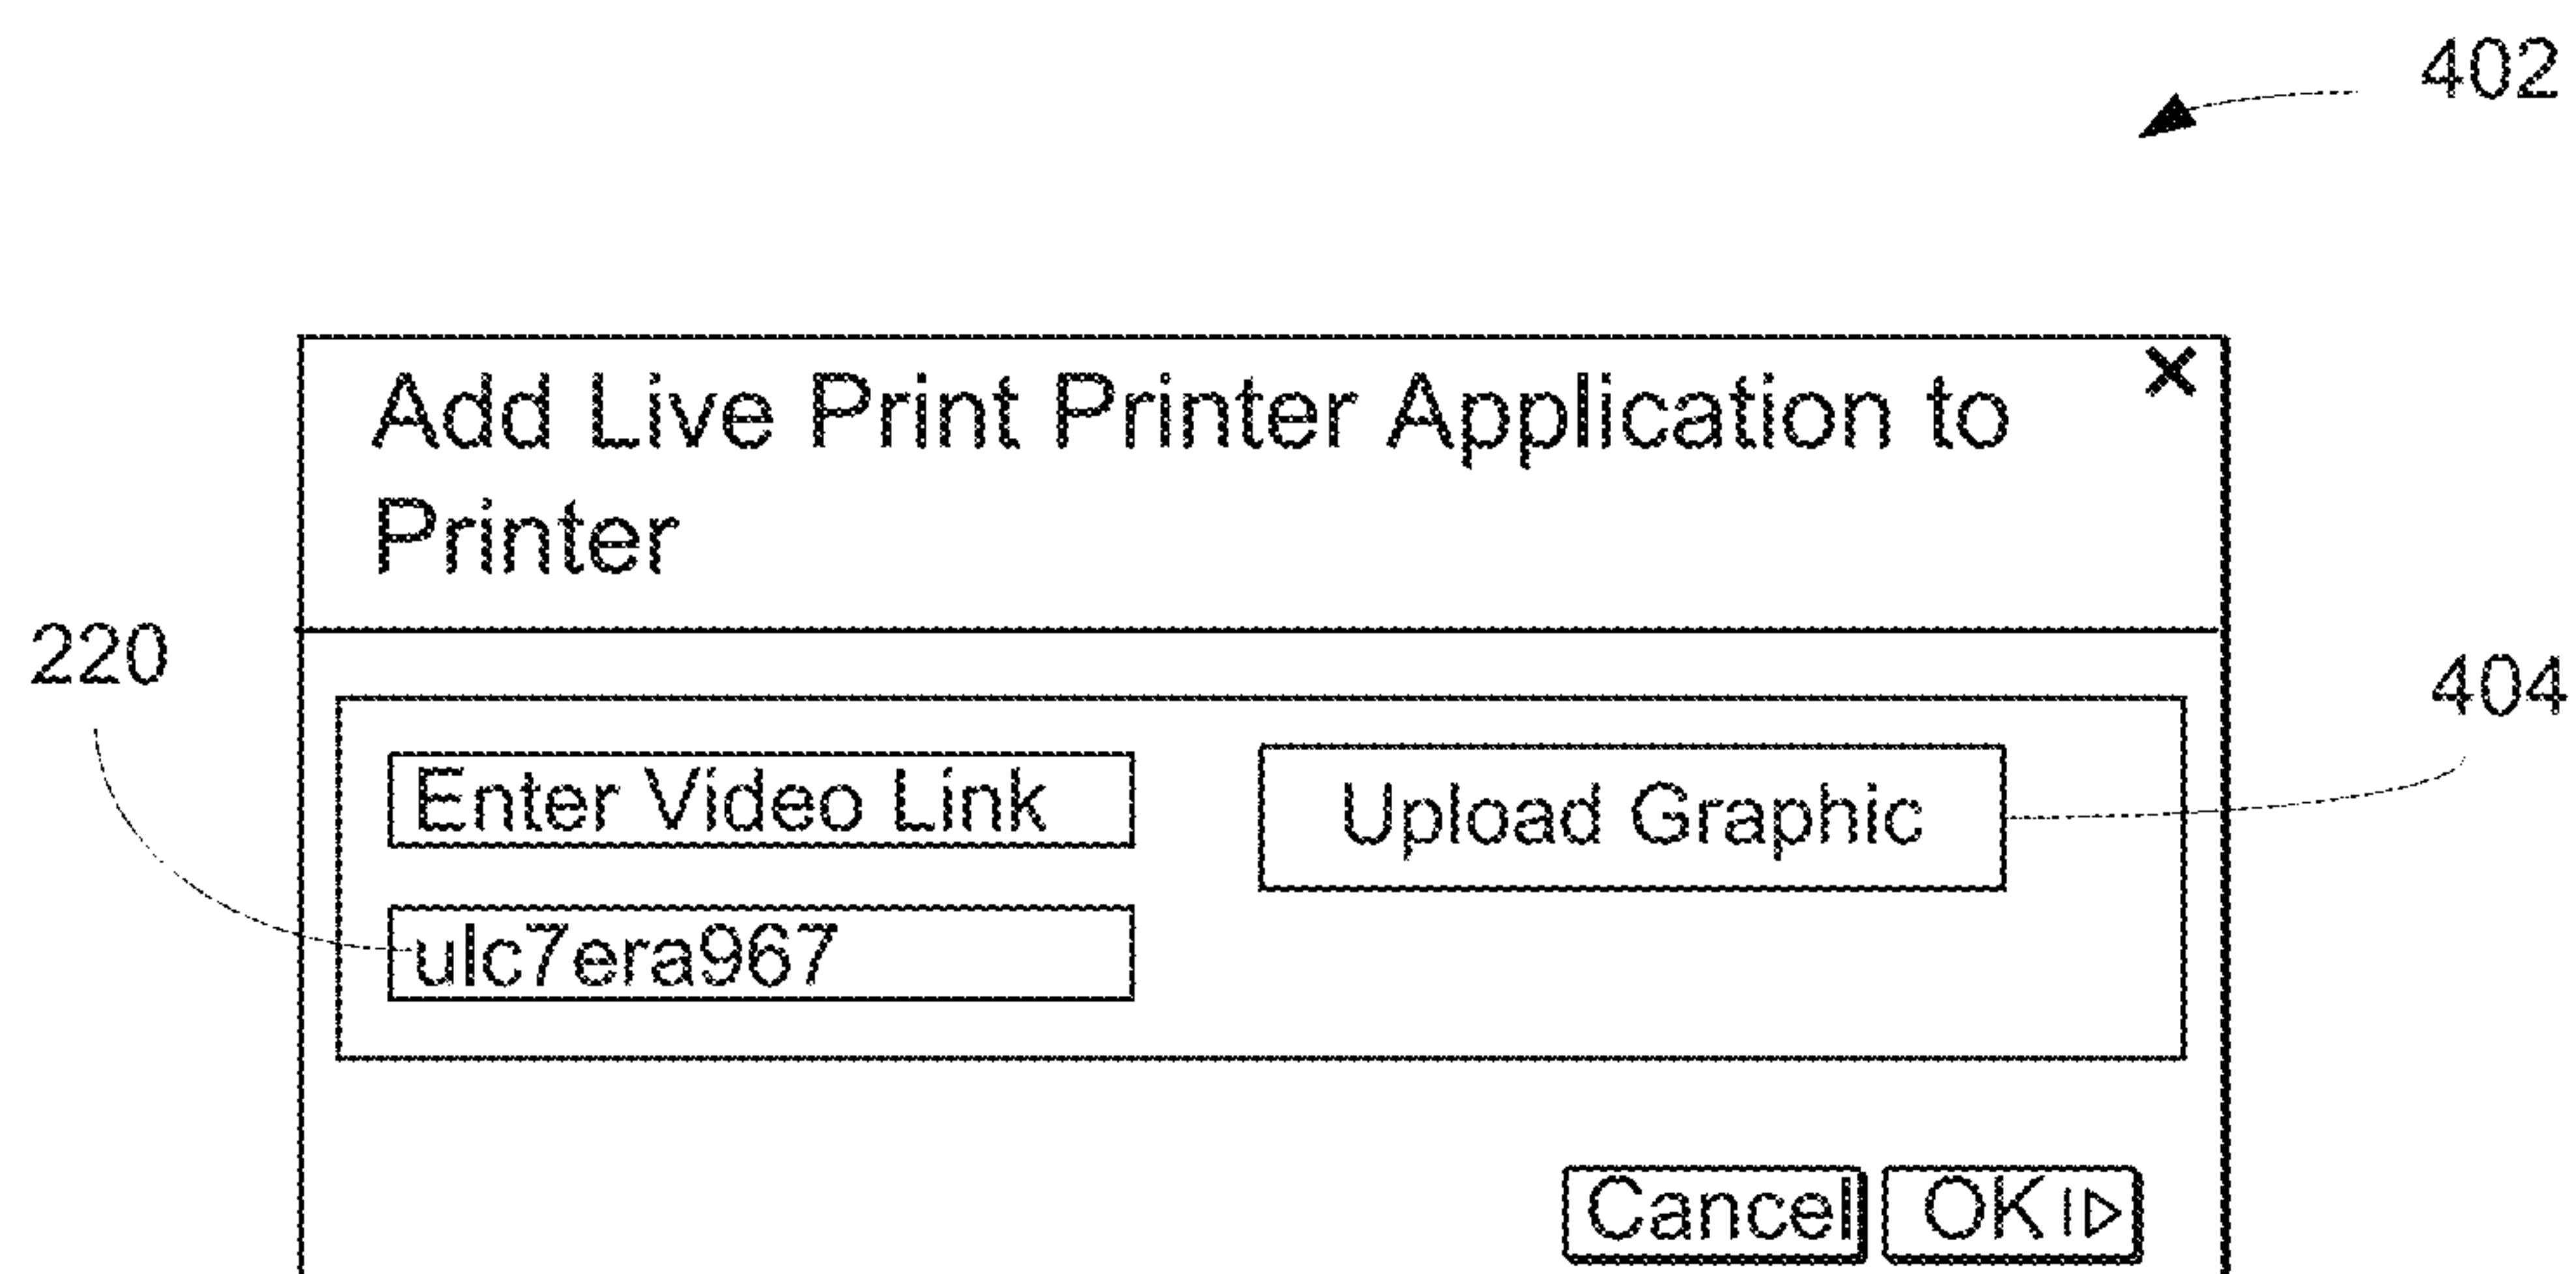 402
Add Live Print Printer Application to
Printer
220
404
Enter Video Link
Upload Graphic
ulc7era967
Cancel
OK